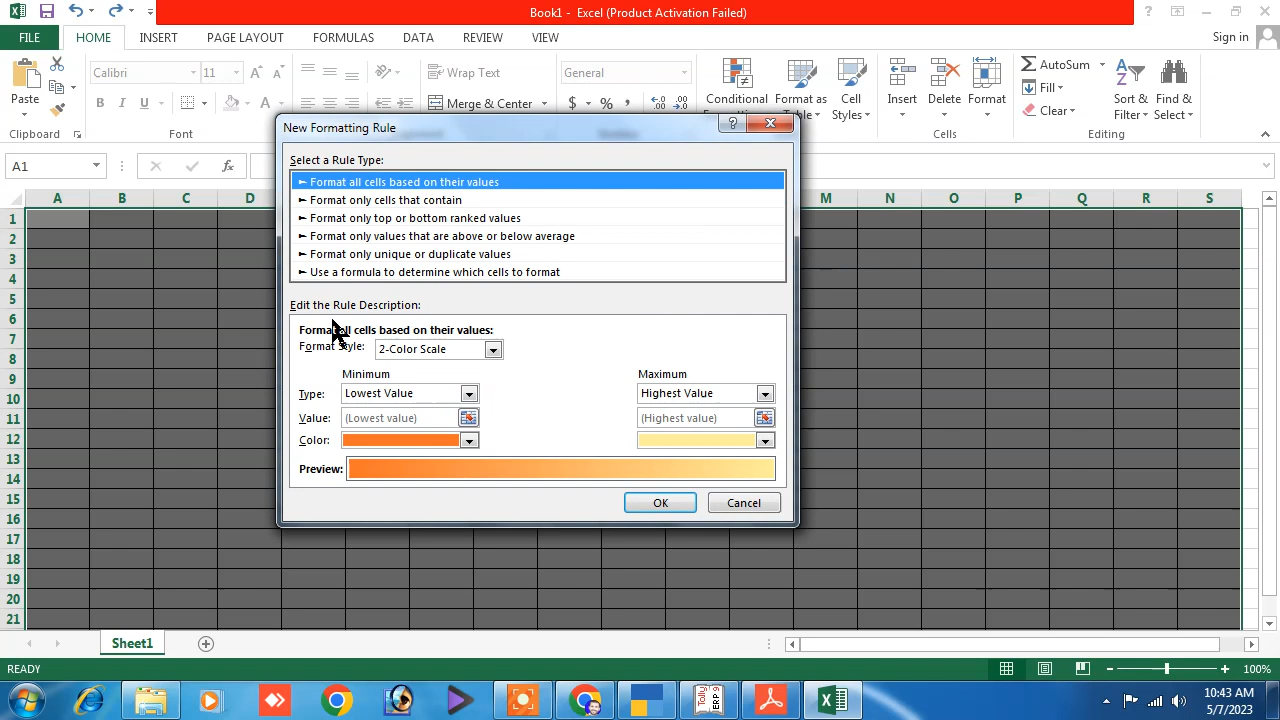 Book1 - Excel (Product Activation Failed)
FILE HOME INSERT PAGE LAYOUT FORMULAS DATA REVIEW VIEW Sign in
Calibri 11 Wrap Text General AutoSum
Fill
Paste B I U Merge & Center $ % , Conditional Format as Cell Insert Delete Format Sort & Find &
Formatting Table Styles Clear Filter Select
Clipboard Font Cells Editing
A1 fx
A B C D M N O P Q R S
1
2
3
4
5
6
7
8
9
10
11
12
13
14
15
16
17
18
19
20
21
New Formatting Rule
Select a Rule Type:
► Format all cells based on their values
► Format only cells that contain
► Format only top or bottom ranked values
► Format only values that are above or below average
► Format only unique or duplicate values
► Use a formula to determine which cells to format
Edit the Rule Description:
Format all cells based on their values:
Format Style: 2-Color Scale
Minimum Maximum
Type: Lowest Value Highest Value
Value: (Lowest value) (Highest value)
Color:
Preview:
OK Cancel
Sheet1
READY 100%
10:43 AM
5/7/2023